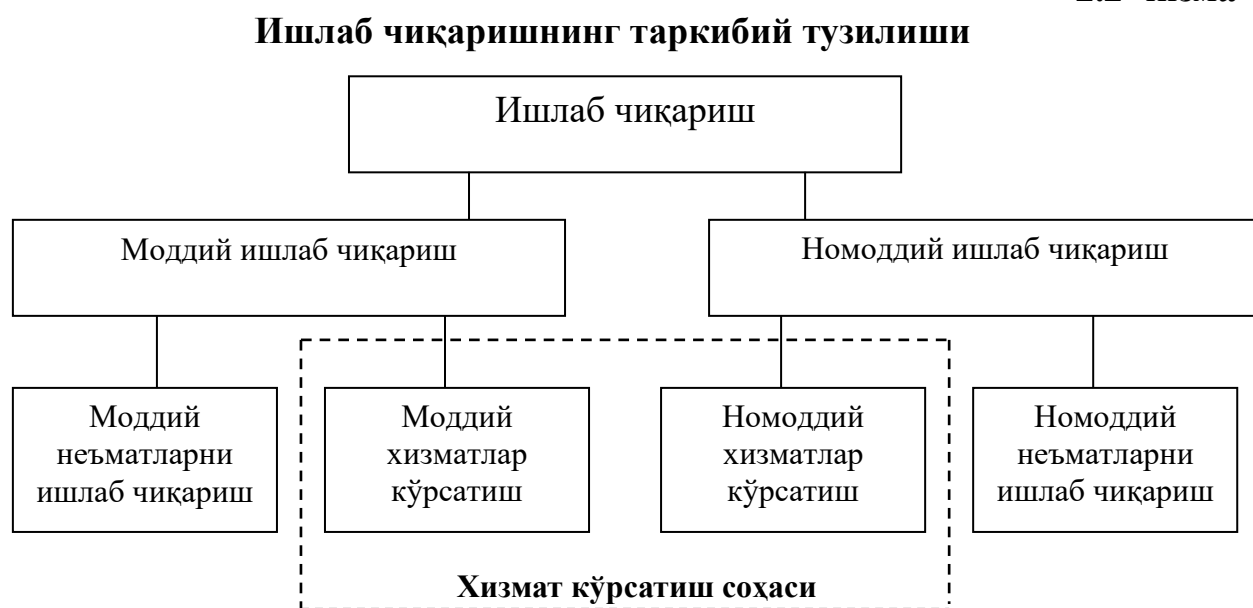 Ишлаб чиқаришнинг таркибий тузилиши
Ишлаб чиқариш
Моддий ишлаб чиқариш
Номоддий ишлаб чиқариш
Моддий
неъматларни
ишлаб чиқариш
Моддий
хизматлар
кўрсатиш
Номоддий
хизматлар
кўрсатиш
Номоддий
неъматларни
ишлаб чиқариш
Хизмат кўрсатиш соҳаси